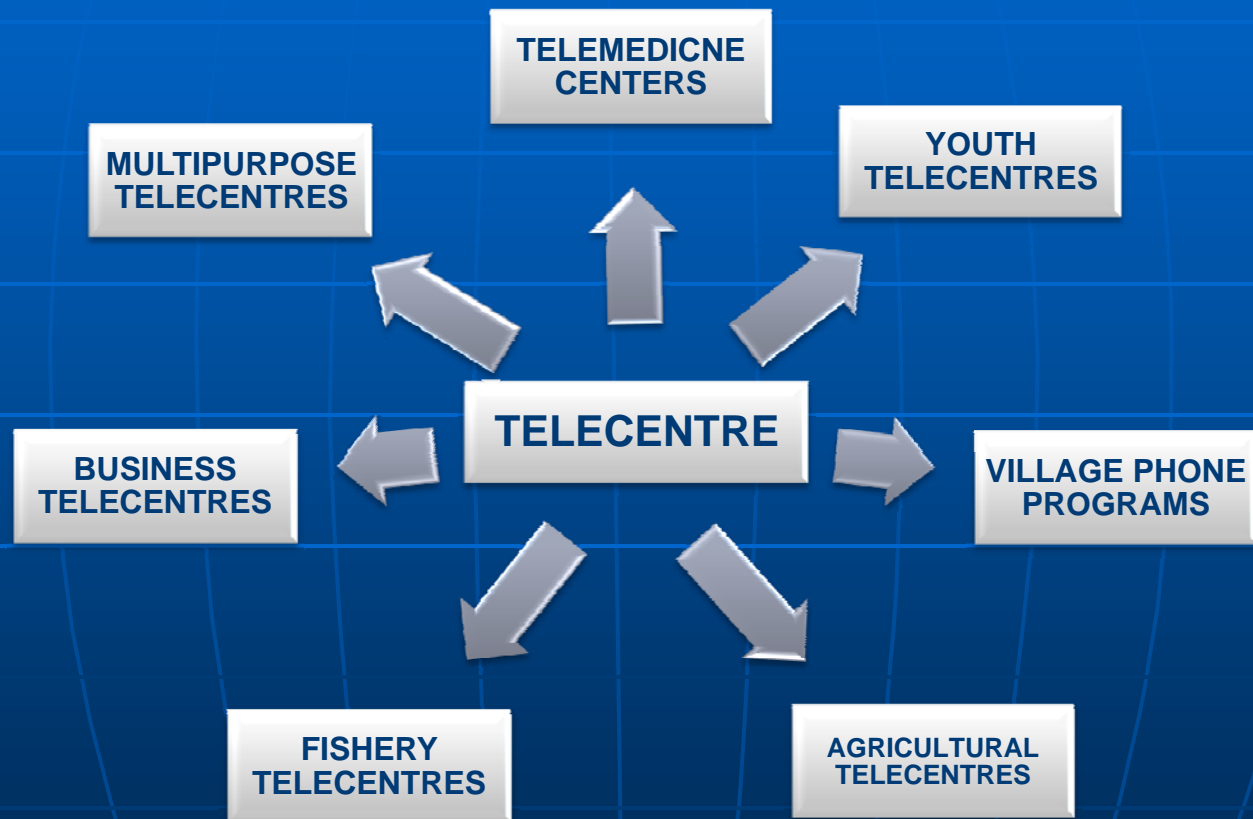 TELEMEDICNE
CENTERS
MULTIPURPOSE
TELECENTRES
YOUTH
TELECENTRES
TELECENTRE
BUSINESS
TELECENTRES
VILLAGE PHONE
PROGRAMS
FISHERY
TELECENTRES
AGRICULTURAL
TELECENTRES